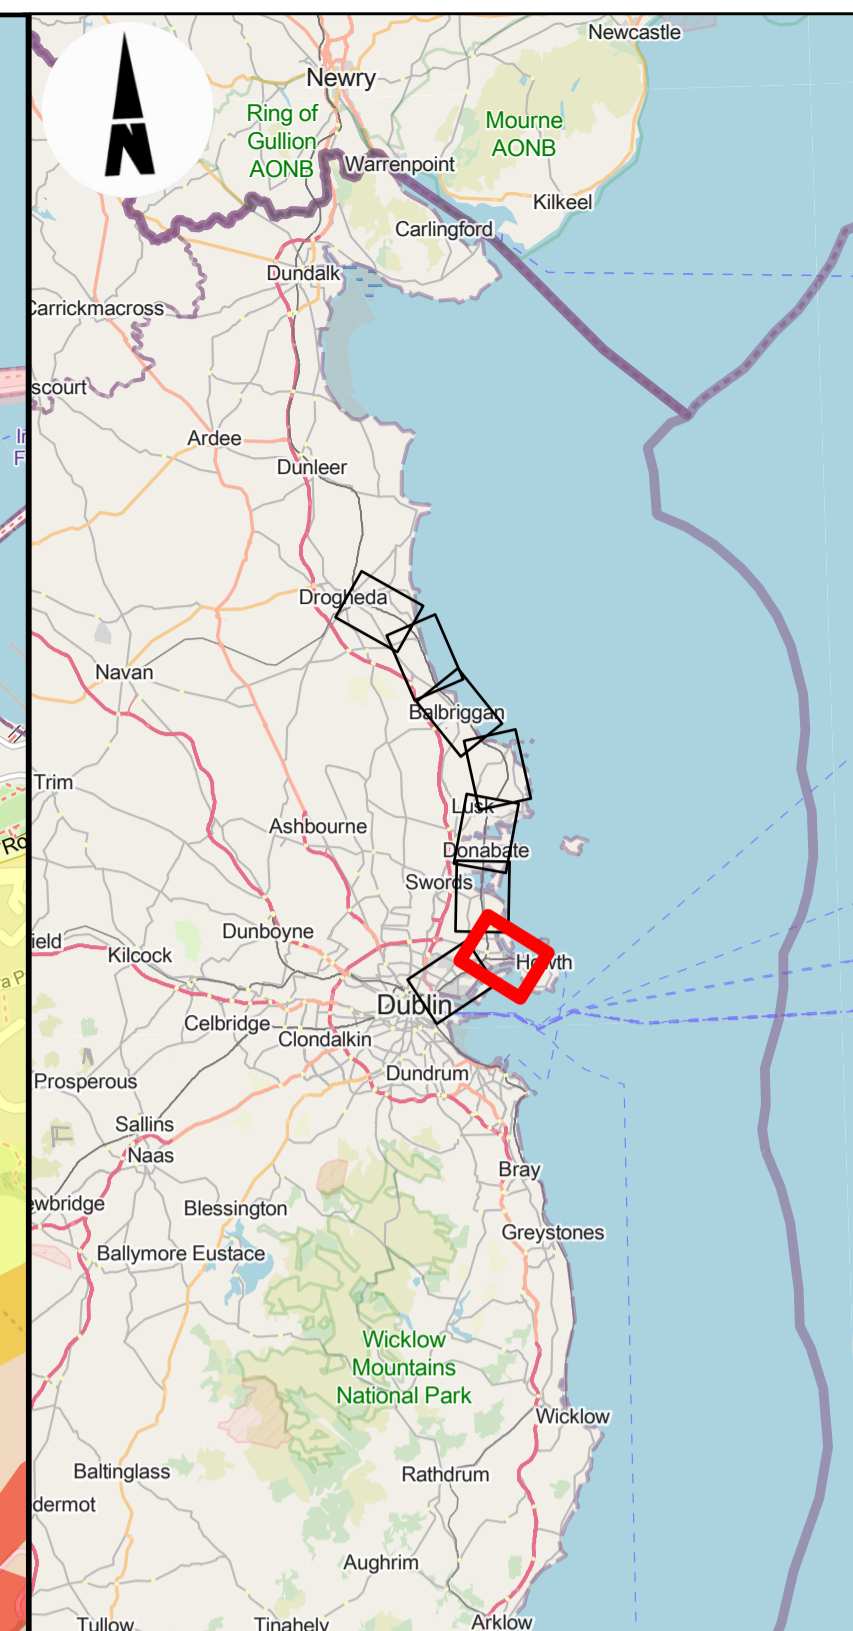 Newcastle
Newry
Ring of
Gullion
AONB
Mourne
AONB
Warrenpoint
Kilkeel
Carlingford
Dundalk
Carrickmacross
scourt
Ardee
Dunleer
Drogheda
Navan
Balbriggan
Trim
Lusk
Ashbourne
Ro
Donabate
Swords
Dunboyne
ield
Kilcock
Howth
a P
Dublin
Celbridge
Clondalkin
Dundrum
Prosperous
Sallins
Naas
Bray
ewbridge
Blessington
Greystones
Ballymore Eustace
Wicklow
Mountains
National Park
Wicklow
Baltinglass
Rathdrum
dermot
Aughrim
Tullow
Tinahely
Arklow
N